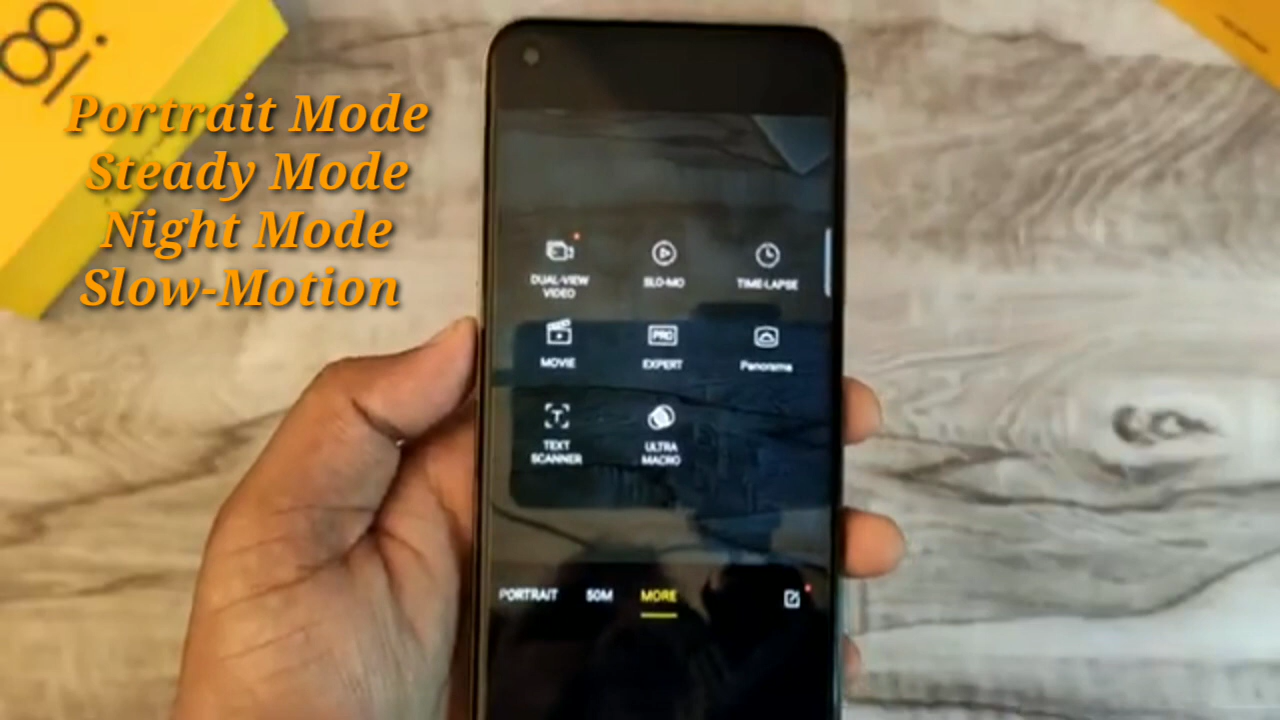 8i
Portrait Mode
Steady Mode
Night Mode
Slow-Motion
DUAL-VIEW
VIDEO
SLO-MO
TIME-LAPSE
MOVIE
PRO
EXPERT
Panorama
T
TEXT
SCANNER
ULTRA
MACRO
PORTRAIT
50M
MORE